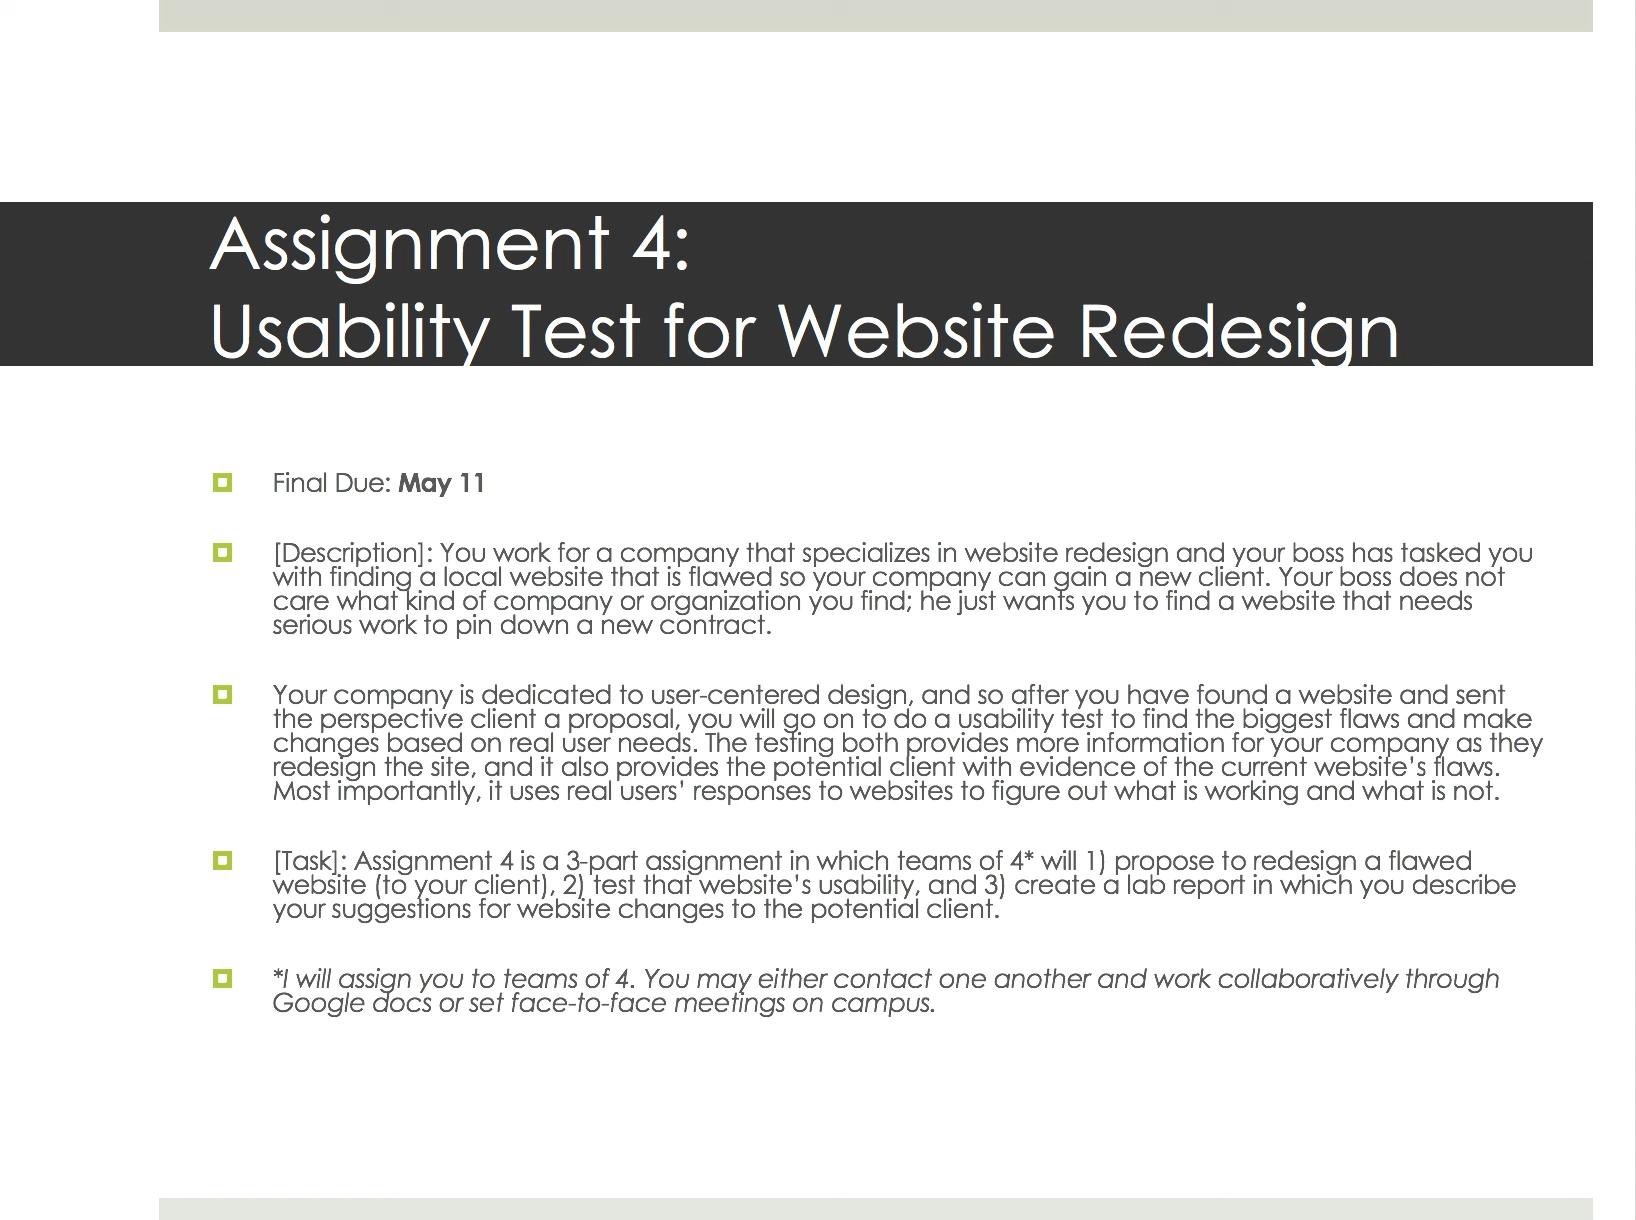 Assignment 4:
Usability Test for Website Redesign
Final Due: May 11
[Description]: You work for a company that specializes in website redesign and your boss has tasked you
with finding a local website that is flawed so your company can gain a new client. Your boss does not
care what kind of company or organization you find; he just wants you to find a website that needs
serious work to pin down a new contract.
Your company is dedicated to user-centered design, and so after you have found a website and sent
the perspective client a proposal, you will go on to do a usability test to find the biggest flaws and make
changes based on real user needs. The testing both provides more information for your company as they
redesign the site, and it also provides the potential client with evidence of the current website's flaws.
Most importantly, it uses real users' responses to websites to figure out what is working and what is not.
[Task]: Assignment 4 is a 3-part assignment in which teams of 4* will 1) propose to redesign a flawed
website (to your client), 2) test that website's usability, and 3) create a lab report in which you describe
your suggestions for website changes to the potential client.
*I will assign you to teams of 4. You may either contact one another and work collaboratively through
Google docs or set face-to-face meetings on campus.